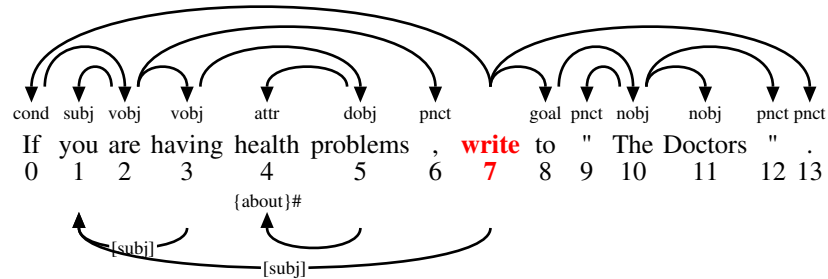 cond subj vobj vobj attr dobj pnct goal pnct nobj nobj pnct pnct
If you are having health problems , write to " The Doctors " .
0 1 2 3 4 5 6 7 8 9 10 11 12 13
{about}#
[subj]
[subj]